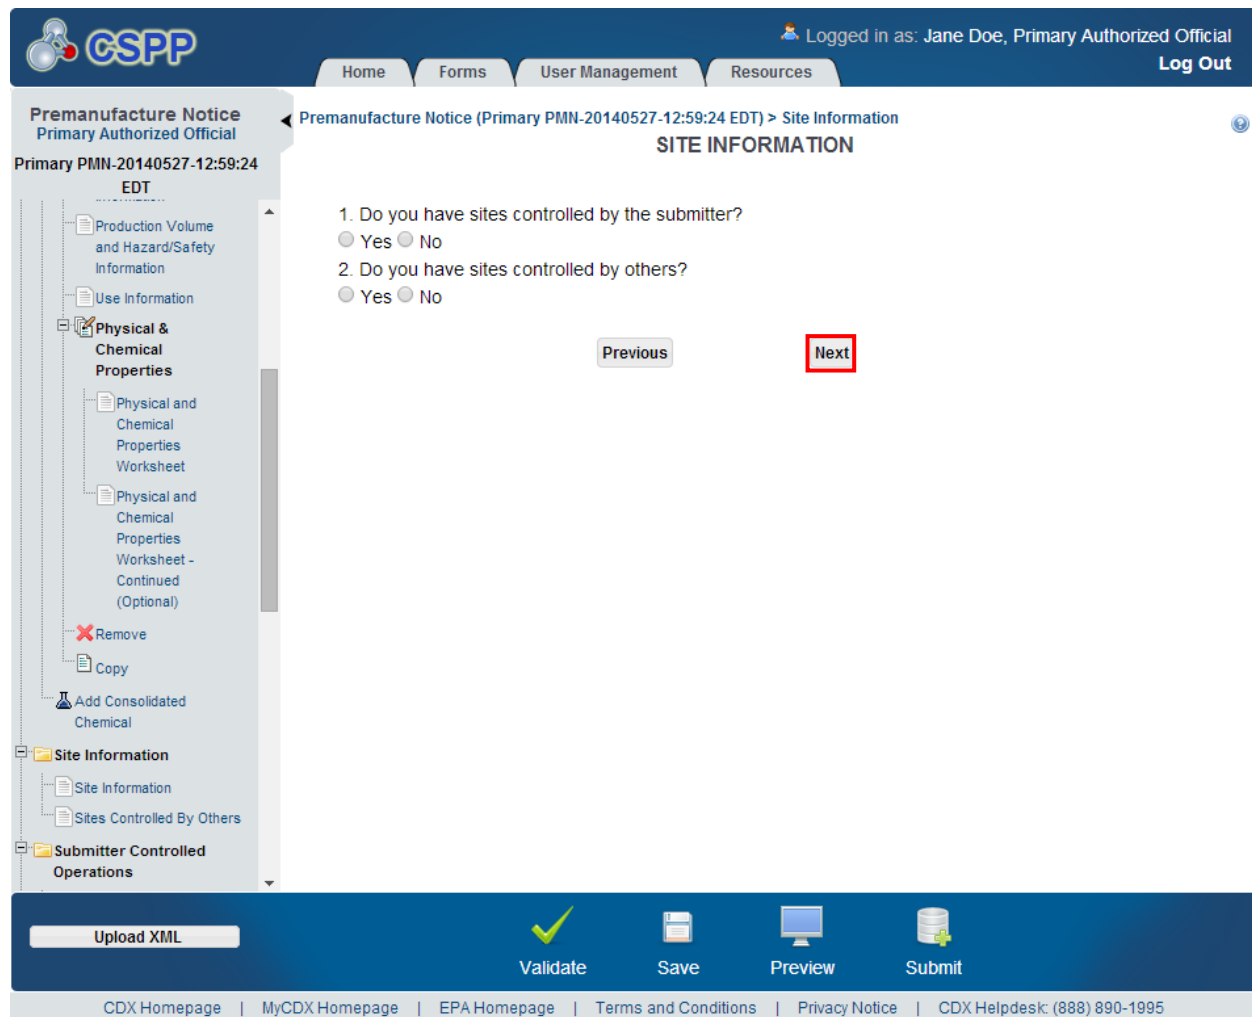 CSPP
Logged in as: Jane Doe, Primary Authorized Official
Log Out
Home Forms User Management Resources
Premanufacture Notice
Primary Authorized Official
Primary PMN-20140527-12:59:24
EDT
Production Volume
and Hazard/Safety
Information
Use Information
Physical &
Chemical
Properties
Physical and
Chemical
Properties
Worksheet
Physical and
Chemical
Properties
Worksheet -
Continued
(Optional)
Remove
Copy
Add Consolidated
Chemical
Site Information
Site Information
Sites Controlled By Others
Submitter Controlled
Operations
Premanufacture Notice (Primary PMN-20140527-12:59:24 EDT) > Site Information
SITE INFORMATION
1. Do you have sites controlled by the submitter?
Yes No
2. Do you have sites controlled by others?
Yes No
Previous Next
Upload XML
Validate Save Preview Submit
CDX Homepage | MyCDX Homepage | EPA Homepage | Terms and Conditions | Privacy Notice | CDX Helpdesk: (888) 890-1995